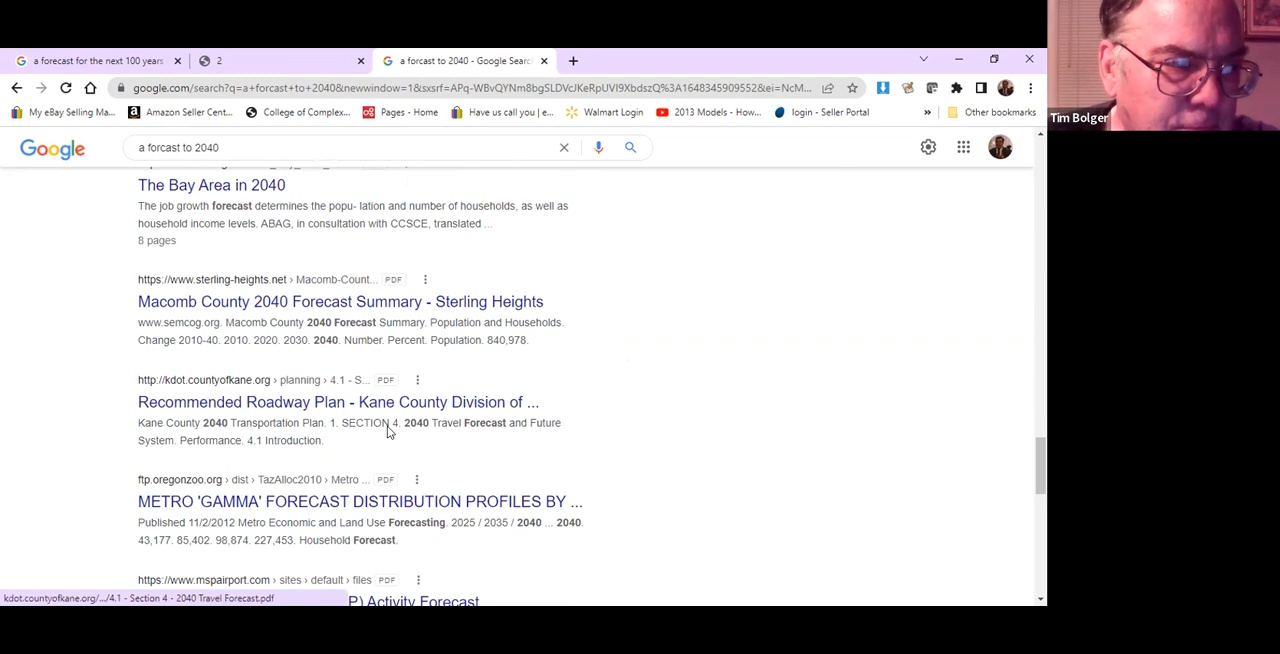 a forcast for the next 100 years
2
a forcast to 2040 - Google Sear
google.com/search?q=a+forcast+to+2040&newwindow=1&sxsrf=APq-WBvQYNm8bgSLDVcJKeRpUVI9XbdszQ%3A1648345909552&ei=NcM...
My eBay Selling Ma...
Amazon Seller Cent...
College of Complex...
Pages - Home
Have us call you | e...
Walmart Login
2013 Models – How...
login - Seller Portal
»
Other bookmarks
Tim Bolger
Google
a forcast to 2040
The Bay Area in 2040
The job growth forecast determines the popu- lation and number of households, as well as
household income levels. ABAG, in consultation with CCSCE, translated ...
8 pages
https://www.sterling-heights.net › Macomb-Count... PDF
Macomb County 2040 Forecast Summary - Sterling Heights
www.semcog.org. Macomb County 2040 Forecast Summary. Population and Households.
Change 2010-40. 2010. 2020. 2030. 2040. Number. Percent. Population. 840,978.
http://kdot.countyofkane.org › planning › 4.1 - S... PDF
Recommended Roadway Plan - Kane County Division of ...
Kane County 2040 Transportation Plan. 1. SECTION 4. 2040 Travel Forecast and Future
System. Performance. 4.1 Introduction.
ftp.oregonzoo.org › dist › TazAlloc2010 › Metro ... PDF
METRO 'GAMMA' FORECAST DISTRIBUTION PROFILES BY ...
Published 11/2/2012 Metro Economic and Land Use Forecasting. 2025 / 2035 / 2040 ... 2040.
43,177. 85,402. 98,874. 227,453. Household Forecast.
https://www.mspairport.com › sites › default › files PDF
P) Activity Forecast
kdot.countyofkane.org/.../4.1 - Section 4 - 2040 Travel Forecast.pdf